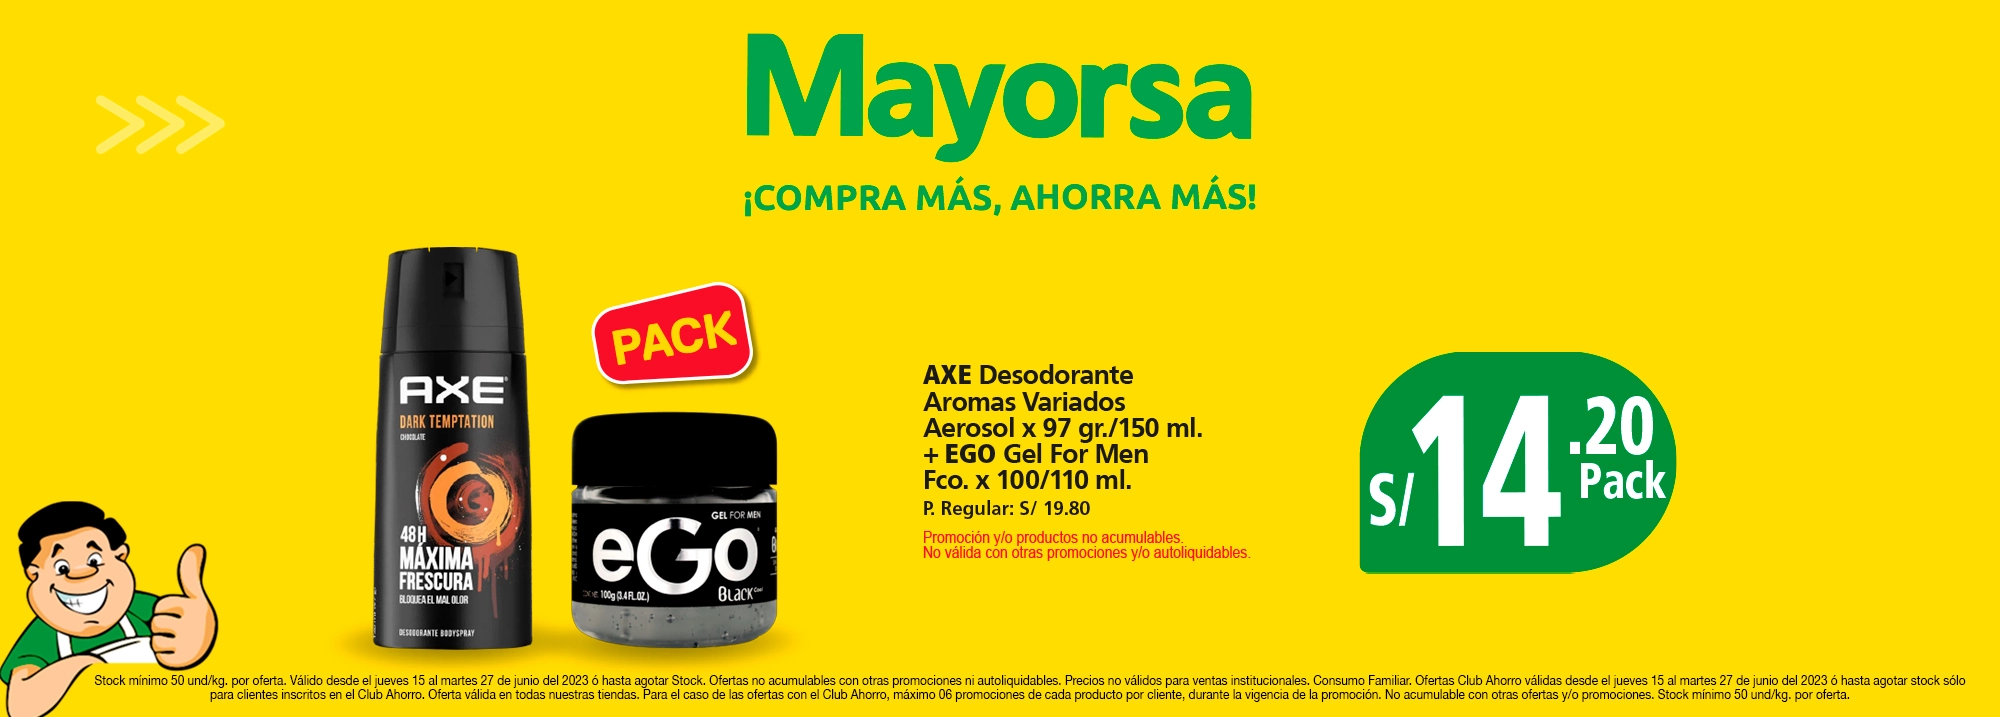 Mayorsa
¡COMPRA MÁS, AHORRA MÁS!
PACK
AXE
DARK TEMPTATION
CHOCOLATE
48H
MÁXIMA
FRESCURA
BLOQUEA EL MAL OLOR
DESODORANTE BODYSPRAY
GEL FOR MEN
eGo
100g (3.4 FL.OZ.)
BLACK
AXE Desodorante
Aromas Variados
Aerosol x 97 gr./150 ml.
+ EGO Gel For Men
Fco. x 100/110 ml.
P. Regular: S/ 19.80
Promoción y/o productos no acumulables.
No válida con otras promociones y/o autoliquidables.
S/14.20
Pack
Stock mínimo 50 und/kg. por oferta. Válido desde el jueves 15 al martes 27 de junio del 2023 ó hasta agotar Stock. Ofertas no acumulables con otras promociones ni autoliquidables. Precios no válidos para ventas institucionales. Consumo Familiar. Ofertas Club Ahorro válidas desde el jueves 15 al martes 27 de junio del 2023 ó hasta agotar stock sólo
para clientes inscritos en el Club Ahorro. Oferta válida en todas nuestras tiendas. Para el caso de las ofertas con el Club Ahorro, máximo 06 promociones de cada producto por cliente, durante la vigencia de la promoción. No acumulable con otras ofertas y/o promociones. Stock mínimo 50 und/kg. por oferta.